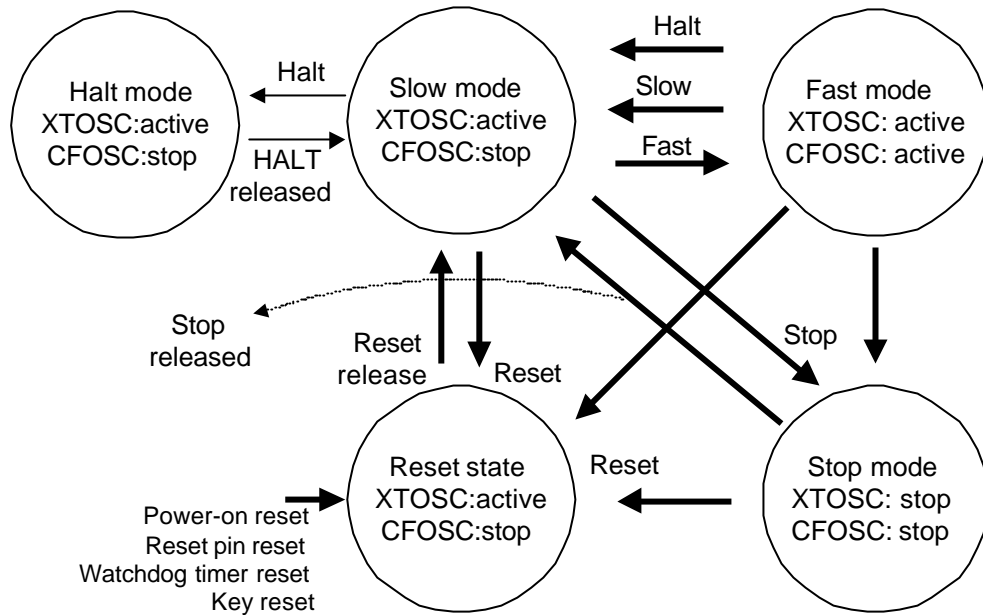 Halt mode
XTOSC:active
CFOSC:stop
Halt
HALT
released
Slow mode
XTOSC:active
CFOSC:stop
Halt
Slow
Fast
Fast mode
XTOSC: active
CFOSC: active
Stop
released
Reset
release
Reset
Stop
Reset state
XTOSC:active
CFOSC:stop
Reset
Stop mode
XTOSC: stop
CFOSC: stop
Power-on reset
Reset pin reset
Watchdog timer reset
Key reset